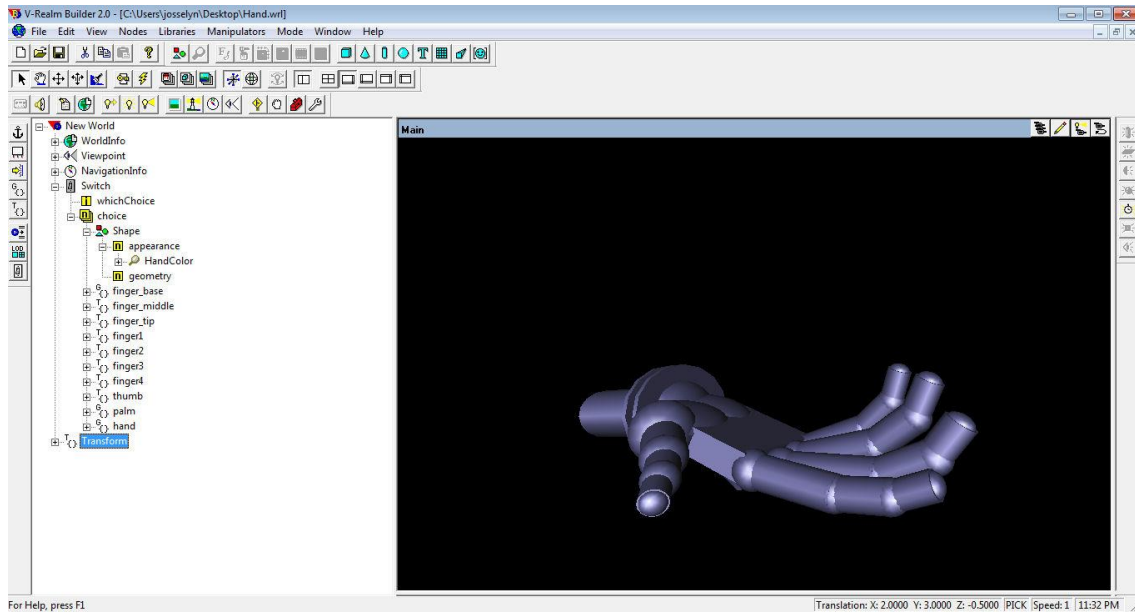 V-Realm Builder 2.0 - [C:\Users\josselyn\Desktop\Hand.wrl]
File Edit View Nodes Libraries Manipulators Mode Window Help
New World
WorldInfo
Viewpoint
NavigationInfo
Switch
whichChoice
choice
Shape
appearance
HandColor
geometry
finger_base
finger_middle
finger_tip
finger1
finger2
finger3
finger4
thumb
palm
hand
Transform
Main
For Help, press F1
Translation: X: 2.0000 Y: 3.0000 Z: -0.5000 PICK Speed: 1 11:32 PM